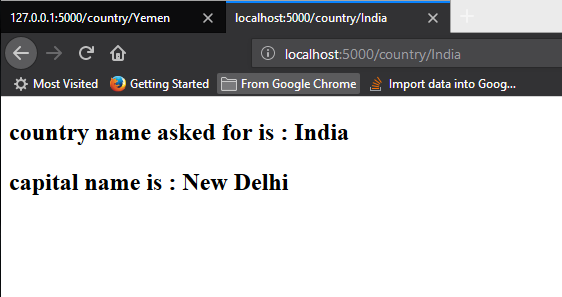 127.0.0.1:5000/country/Yemen
localhost:5000/country/India
localhost:5000/country/India
Most Visited
Getting Started
From Google Chrome
Import data into Goog...
country name asked for is : India
capital name is : New Delhi